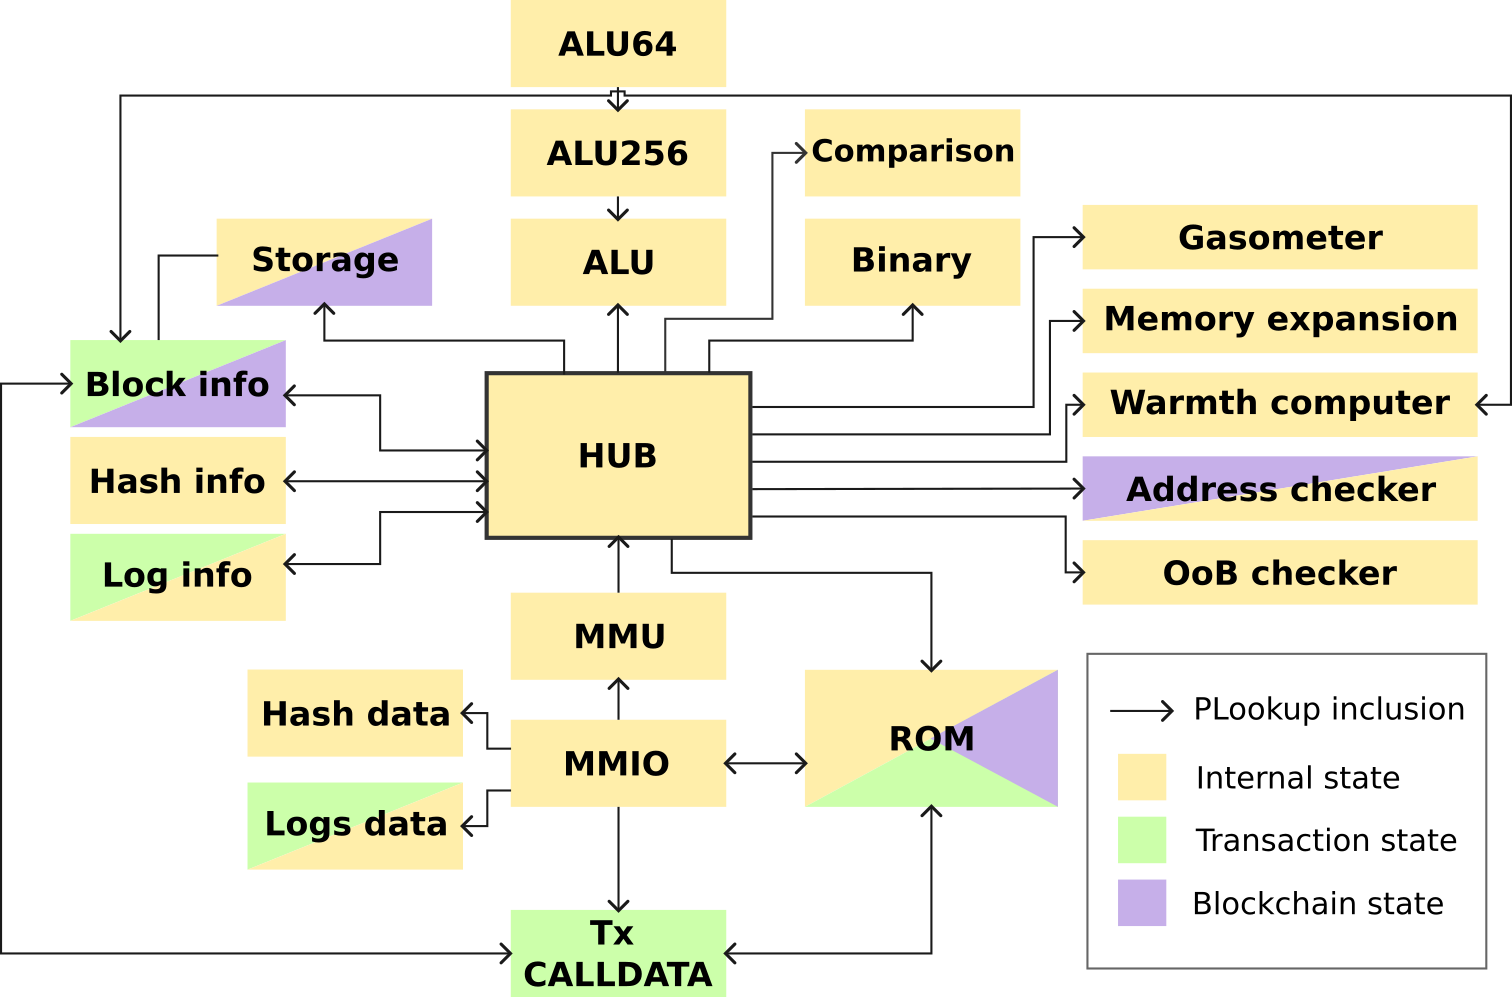 ALU64
ALU256
Comparison
Storage
ALU
Binary
Gasometer
Memory expansion
Block info
Warmth computer
HUB
Hash info
Address checker
Log info
OoB checker
MMU
Hash data
MMIO
ROM
Logs data
Tx
CALLDATA
PLookup inclusion
Internal state
Transaction state
Blockchain state